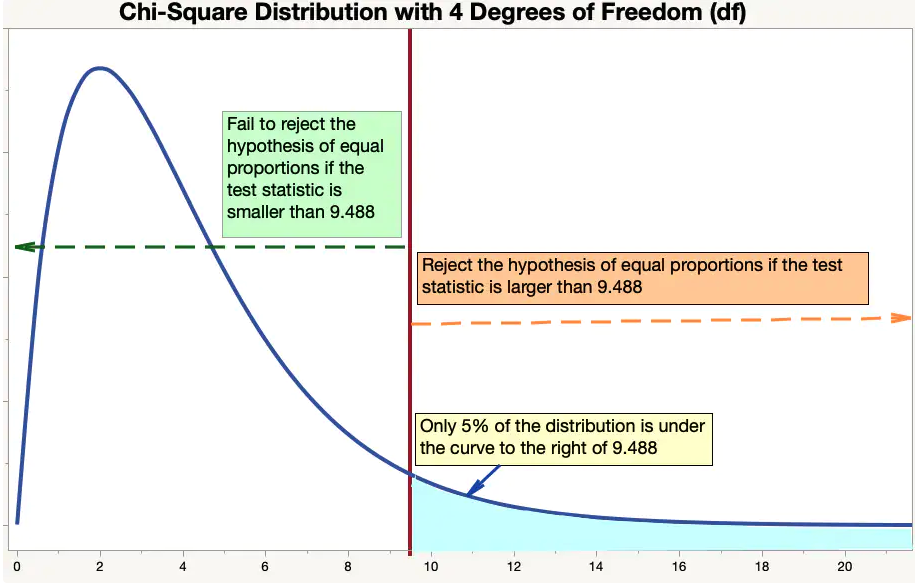 Chi-Square Distribution with 4 Degrees of Freedom (df)
Fail to reject the
hypothesis of equal
proportions if the
test statistic is
smaller than 9.488
Reject the hypothesis of equal proportions if the test
statistic is larger than 9.488
Only 5% of the distribution is under
the curve to the right of 9.488
0 2 4 6 8 10 12 14 16 18 20